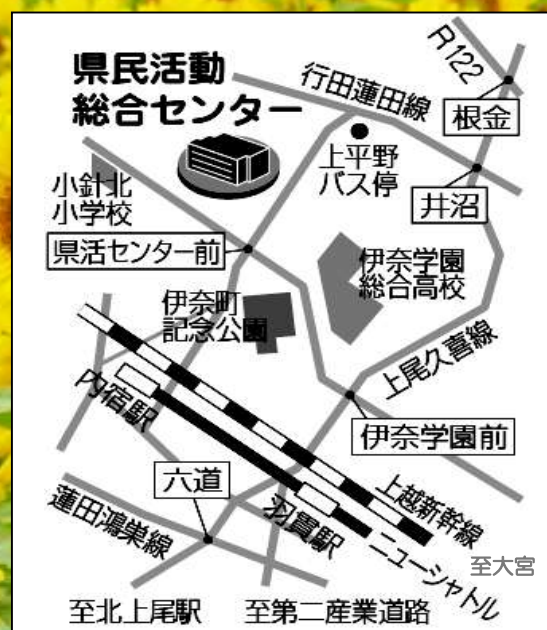 県民活動
総合センター
行田蓮田線
R122
根金
上平野
バス停
井沼
小針北
小学校
県活センター前
伊奈学園
総合高校
伊奈町
記念公園
上尾久喜線
内宿駅
伊奈学園前
六道
羽貫駅
上越新幹線
蓮田鴻巣線
ニューシャトル
至大宮
至北上尾駅
至第二産業道路